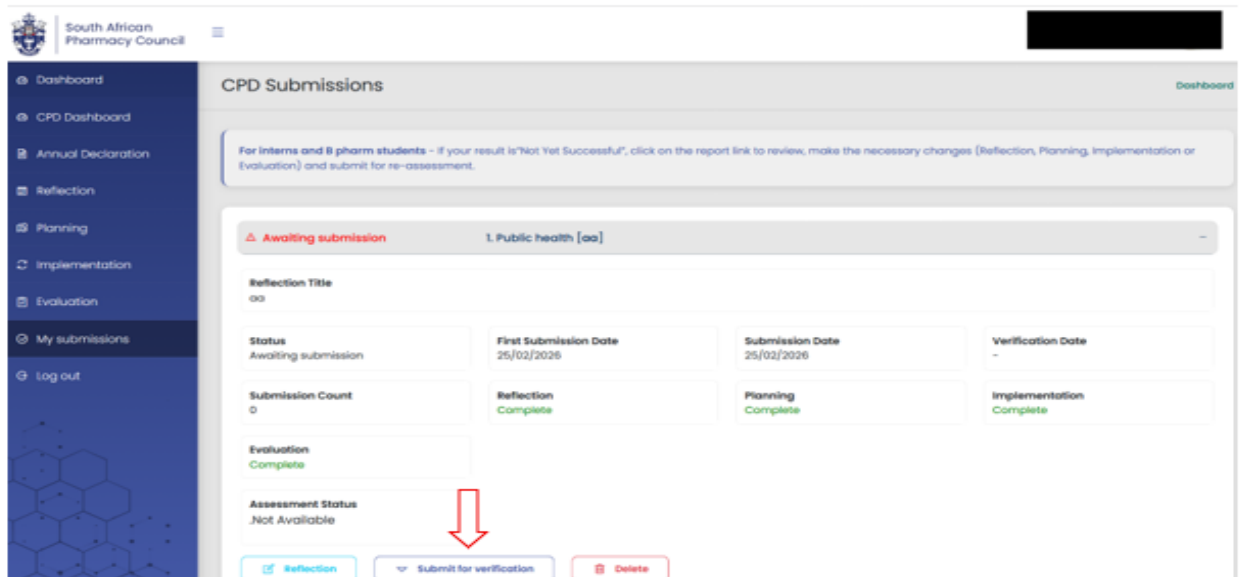 South African
Pharmacy Council
Dashboard
CPD Dashboard
Annual Declaration
Reflection
Planning
Implementation
Evaluation
My submissions
Log out
CPD Submissions
Dashboard
For interns and B pharm students - If your result is"Not Yet Successful", click on the report link to review, make the necessary changes (Reflection, Planning, Implementation or
Evaluation) and submit for re-assessment.
Awaiting submission 1. Public health [aa]
Reflection Title
aa
Status First Submission Date Submission Date Verification Date
Awaiting submission 25/02/2026 25/02/2026 -
Submission Count Reflection Planning Implementation
0 Complete Complete Complete
Evaluation
Complete
Assessment Status
.Not Available
Reflection Submit for verification Delete